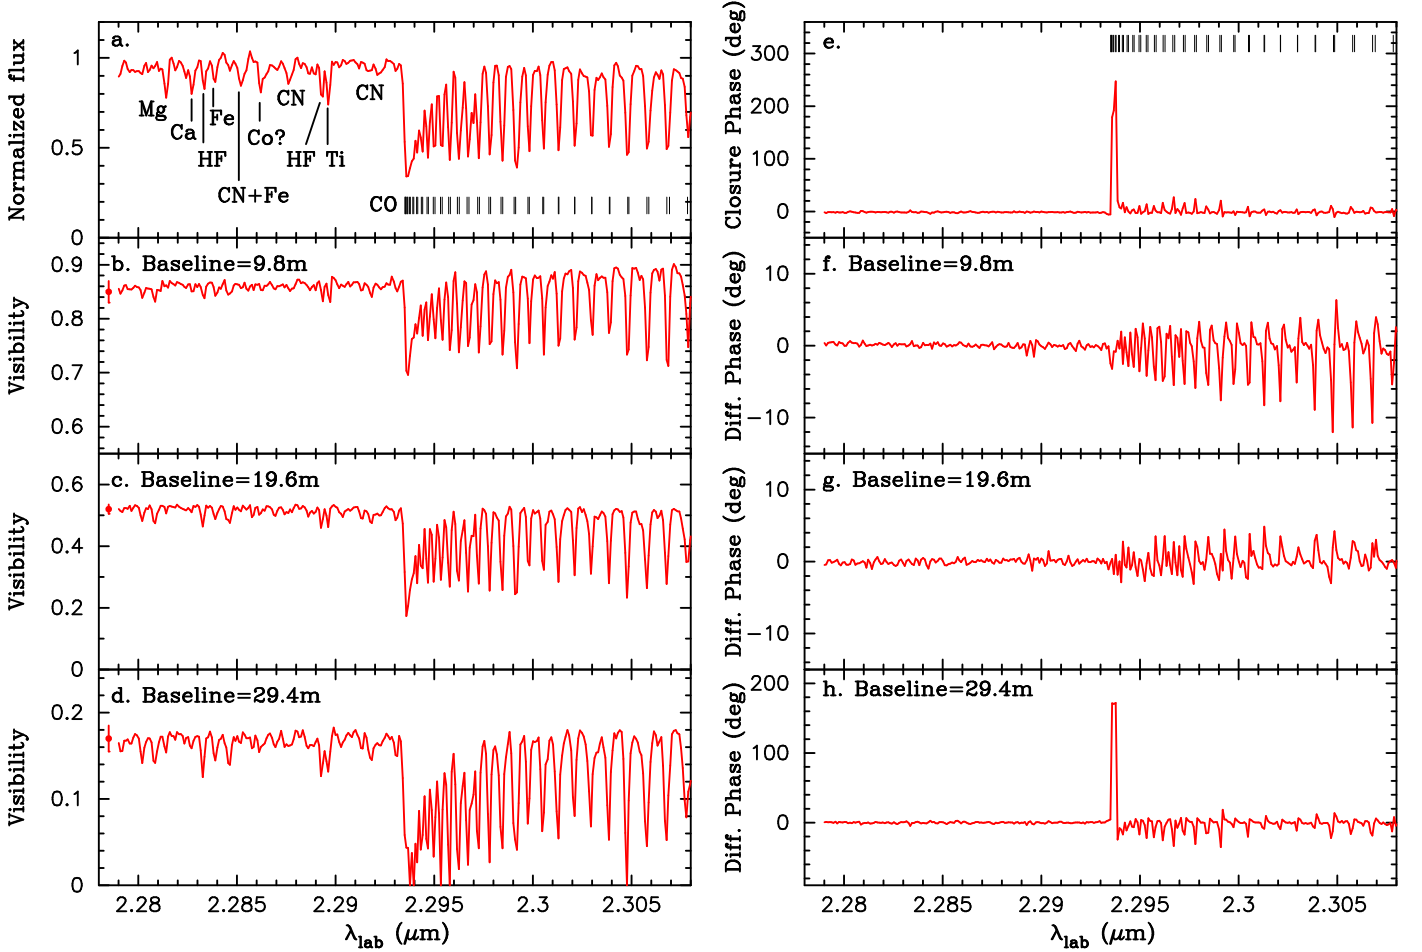 a.
Normalized flux
1
0.5
0
Mg
Ca
HF
Fe
CN+Fe
Co?
CN
HF
Ti
CN
CO
b. Baseline=9.8m
Visibility
0.9
0.8
0.7
0.6
c. Baseline=19.6m
Visibility
0.6
0.4
0.2
0
d. Baseline=29.4m
Visibility
0.2
0.1
0
2.28 2.285 2.29 2.295 2.3 2.305
λlab (μm)
e.
Closure Phase (deg)
300
200
100
0
f. Baseline=9.8m
Diff. Phase (deg)
10
0
−10
g. Baseline=19.6m
Diff. Phase (deg)
10
0
−10
h. Baseline=29.4m
Diff. Phase (deg)
200
100
0
2.28 2.285 2.29 2.295 2.3 2.305
λlab (μm)